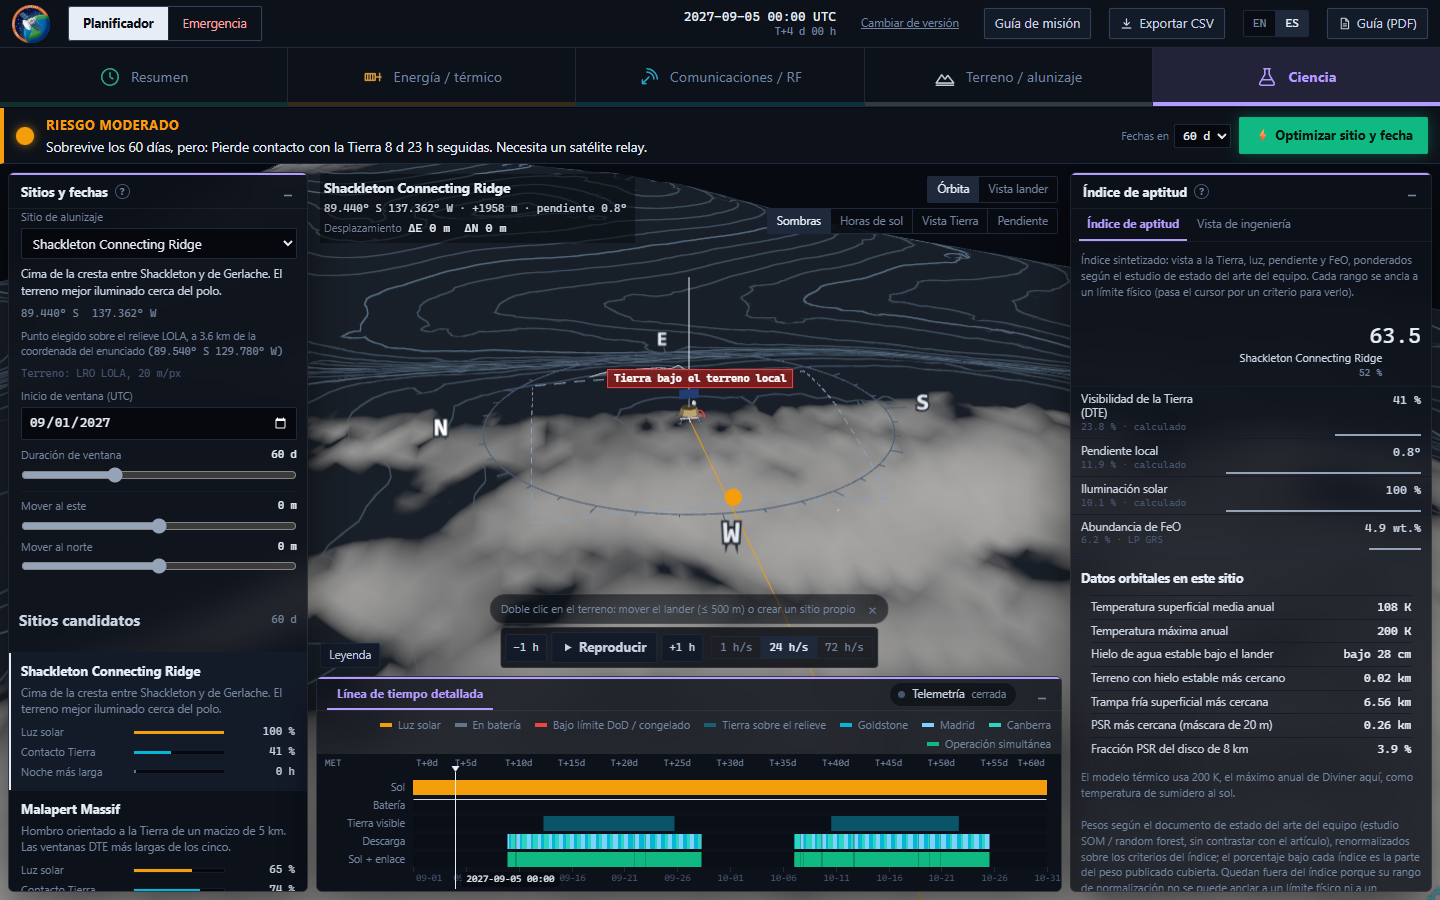 Planificador
Emergencia
2027-09-05 00:00 UTC
T+4 d 00 h
Cambiar de versión
Guía de misión
Exportar CSV
EN
ES
Guía (PDF)
Resumen
Energía / térmico
Comunicaciones / RF
Terreno / alunizaje
Ciencia
RIESGO MODERADO
Sobrevive los 60 días, pero: Pierde contacto con la Tierra 8 d 23 h seguidas. Necesita un satélite relay.
Fechas en
60 d
Optimizar sitio y fecha
Sitios y fechas ?
Sitio de alunizaje
Shackleton Connecting Ridge
Cima de la cresta entre Shackleton y de Gerlache. El
terreno mejor iluminado cerca del polo.
89.440° S 137.362° W
Punto elegido sobre el relieve LOLA, a 3.6 km de la
coordenada del enunciado (89.540° S 129.780° W)
Terreno: LRO LOLA, 20 m/px
Inicio de ventana (UTC)
09/01/2027
Duración de ventana 60 d
Mover al este 0 m
Mover al norte 0 m
Sitios candidatos 60 d
Shackleton Connecting Ridge
Cima de la cresta entre Shackleton y de Gerlache. El
terreno mejor iluminado cerca del polo.
Luz solar 100 %
Contacto Tierra 41 %
Noche más larga 0 h
Malapert Massif
Hombro orientado a la Tierra de un macizo de 5 km.
Las ventanas DTE más largas de los cinco.
Luz solar 65 %
Contacto Tierra 74 %
Shackleton Connecting Ridge
89.440° S 137.362° W · +1958 m · pendiente 0.8°
Desplazamiento ΔE 0 m ΔN 0 m
Órbita
Vista lander
Sombras
Horas de sol
Vista Tierra
Pendiente
E
Tierra bajo el terreno local
N
S
W
Doble clic en el terreno: mover el lander (≤ 500 m) o crear un sitio propio ×
Leyenda
−1 h
Reproducir
+1 h
1 h/s
24 h/s
72 h/s
Línea de tiempo detallada
Telemetría cerrada
Luz solar
En batería
Bajo límite DoD / congelado
Tierra sobre el relieve
Goldstone
Madrid
Canberra
Operación simultánea
MET T+0d T+5d T+10d T+15d T+20d T+25d T+30d T+35d T+40d T+45d T+50d T+55d T+60d
Sol
Batería
Tierra visible
Descarga
Sol + enlace
09-01 2027-09-05 00:00 09-16 09-21 09-26 10-01 10-06 10-11 10-16 10-21 10-26 10-31
Índice de aptitud ?
Índice de aptitud
Vista de ingeniería
Índice sintetizado: vista a la Tierra, luz, pendiente y FeO, ponderados
según el estudio de estado del arte del equipo. Cada rango se ancla a
un límite físico (pasa el cursor por un criterio para verlo).
63.5
Shackleton Connecting Ridge
52 %
Visibilidad de la Tierra
(DTE)
41 %
23.8 % · calculado
Pendiente local 0.8°
11.9 % · calculado
Iluminación solar 100 %
10.1 % · calculado
Abundancia de FeO 4.9 wt.%
6.2 % · LP GRS
Datos orbitales en este sitio
Temperatura superficial media anual 108 K
Temperatura máxima anual 200 K
Hielo de agua estable bajo el lander bajo 28 cm
Terreno con hielo estable más cercano 0.02 km
Trampa fría superficial más cercana 6.56 km
PSR más cercana (máscara de 20 m) 0.26 km
Fracción PSR del disco de 8 km 3.9 %
El modelo térmico usa 200 K, el máximo anual de Diviner aquí, como
temperatura de sumidero al sol.
Pesos según el documento de estado del arte del equipo (estudio
SOM / random forest, sin contrastar con el artículo), renormalizados
sobre los criterios del índice; el porcentaje bajo cada índice es la parte
del peso publicado cubierta. Quedan fuera del índice porque su rango
de normalización no se puede anclar a un límite físico ni a un